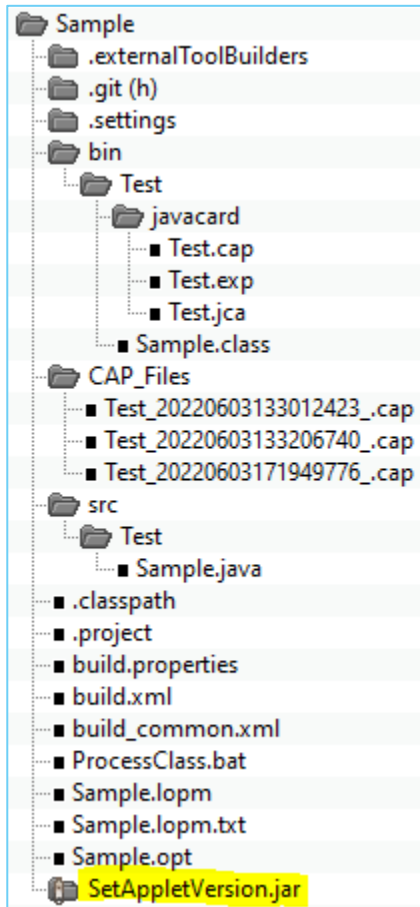 Sample
.externalToolBuilders
.git (h)
.settings
bin
Test
javacard
Test.cap
Test.exp
Test.jca
Sample.class
CAP_Files
Test_20220603133012423_.cap
Test_20220603133206740_.cap
Test_20220603171949776_.cap
src
Test
Sample.java
.classpath
.project
build.properties
build.xml
build_common.xml
ProcessClass.bat
Sample.lopm
Sample.lopm.txt
Sample.opt
SetAppletVersion.jar